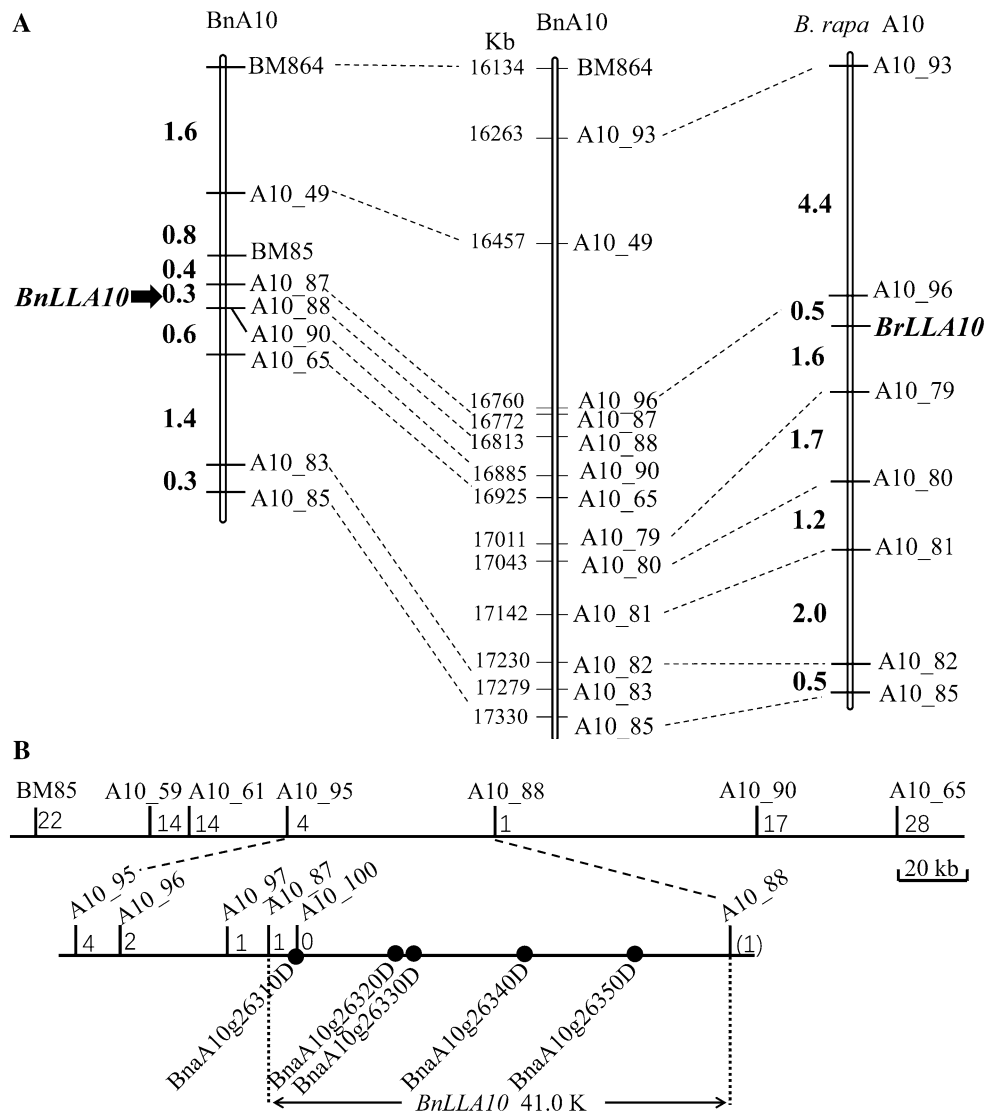 A
BnA10
BnA10
B. rapa A10
Kb
BM864
16134
BM864
A10_93
1.6
16263
A10_93
A10_49
4.4
0.8
16457
A10_49
BM85
0.4
A10_87
BnLLA10
0.3
A10_88
A10_96
0.5
BrLLA10
0.6
A10_90
A10_65
1.6
A10_79
16760
A10_96
16772
A10_87
1.4
16813
A10_88
1.7
A10_83
16885
A10_90
A10_80
0.3
A10_85
16925
A10_65
1.2
17011
A10_79
A10_81
17043
A10_80
17142
A10_81
2.0
17230
A10_82
A10_82
17279
A10_83
0.5
A10_85
17330
A10_85
B
BM85 A10_59 A10_61 A10_95 A10_88 A10_90 A10_65
22 14 14 4 1 17 28
20 kb
A10_95 A10_96 A10_97 A10_87 A10_100 A10_88
4 2 1 1 0 (1)
BnaA10g26310D
BnaA10g26320D
BnaA10g26330D
BnaA10g26340D
BnaA10g26350D
BnLLA10 41.0 K